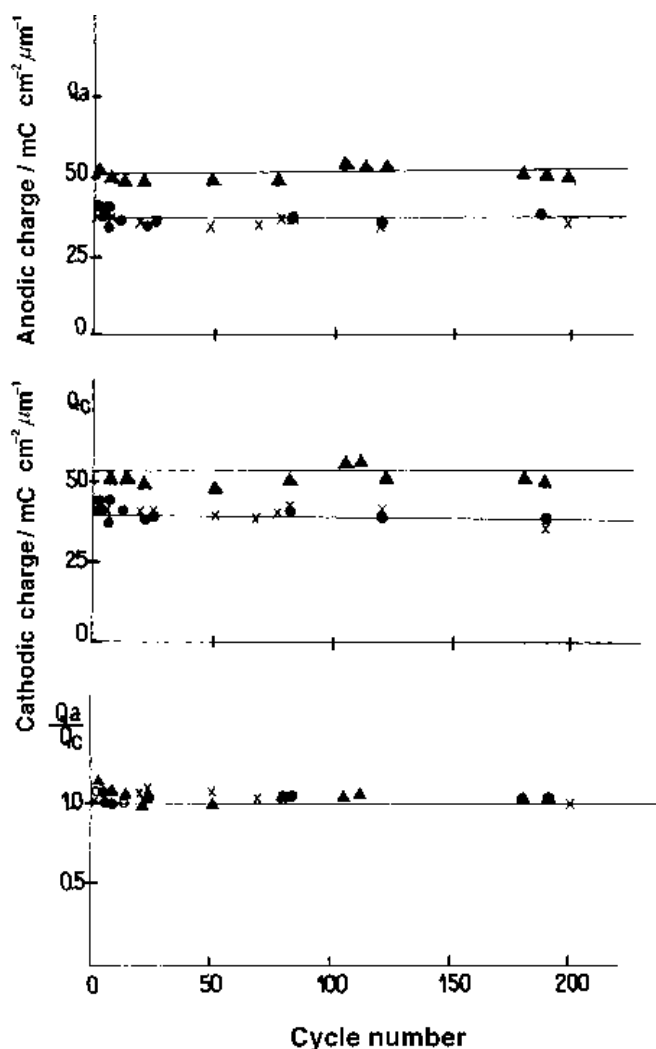 Anodic charge / mC cm⁻² μm⁻¹
Qa
50
25
0
Cathodic charge / mC cm⁻² μm⁻¹
Qc
50
25
0
Qa
Qc
1.0
0.5
0 50 100 150 200
Cycle number